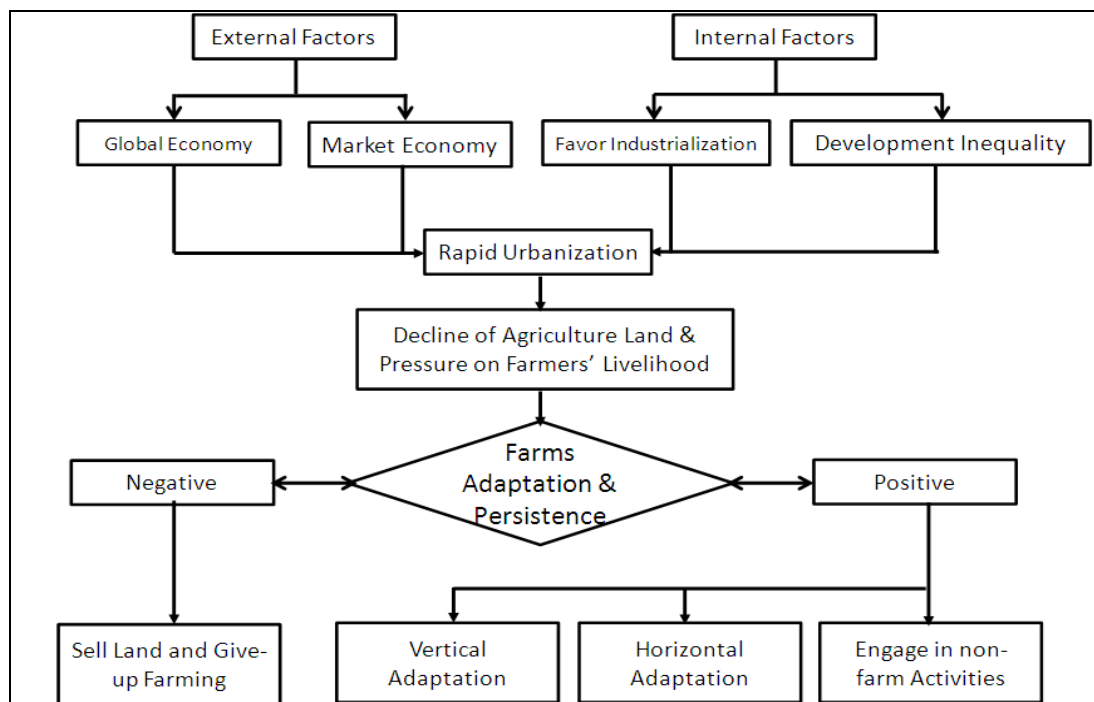 External Factors
Internal Factors
Global Economy
Market Economy
Favor Industrialization
Development Inequality
Rapid Urbanization
Decline of Agriculture Land &
Pressure on Farmers’ Livelihood
Farms
Adaptation &
Persistence
Negative
Positive
Sell Land and Give-
up Farming
Vertical
Adaptation
Horizontal
Adaptation
Engage in non-
farm Activities